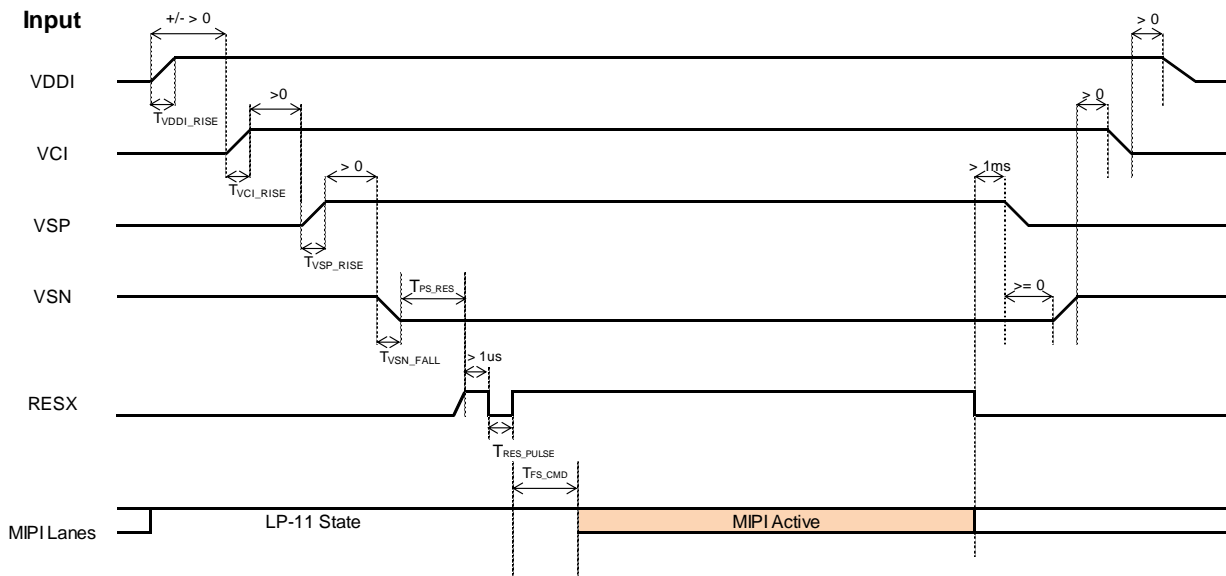 Input
+/- > 0
> 0
VDDI
TVDDI_RISE
>0
> 0
VCI
TVCI_RISE
> 0
> 1ms
VSP
TVSP_RISE
VSN
TPS_RES
>= 0
TVSN_FALL
> 1us
RESX
TRES_PULSE
TFS_CMD
MIPI Lanes
LP-11 State
MIPI Active